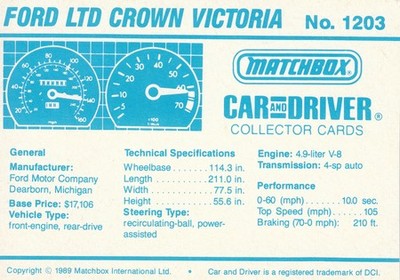 FORD LTD CROWN VICTORIA No. 1203
MATCHBOX
CAR AND DRIVER®
COLLECTOR CARDS
General
Manufacturer:
Ford Motor Company
Dearborn, Michigan
Base Price: $17,106
Vehicle Type:
front-engine, rear-drive
Technical Specifications
Wheelbase . . . . . . . 114.3 in.
Length . . . . . . . . . . 211.0 in.
Width . . . . . . . . . . . 77.5 in.
Height . . . . . . . . . . . 55.6 in.
Steering Type:
recirculating-ball, power-
assisted
Engine: 4.9-liter V-8
Transmission: 4-sp auto
Performance
0-60 (mph) . . . . . . . 10.0 sec.
Top Speed (mph) . . . . . 105
Braking (70-0 mph): 210 ft.
Copyright © 1989 Matchbox International Ltd. • Car and Driver is a registered trademark of DCI.